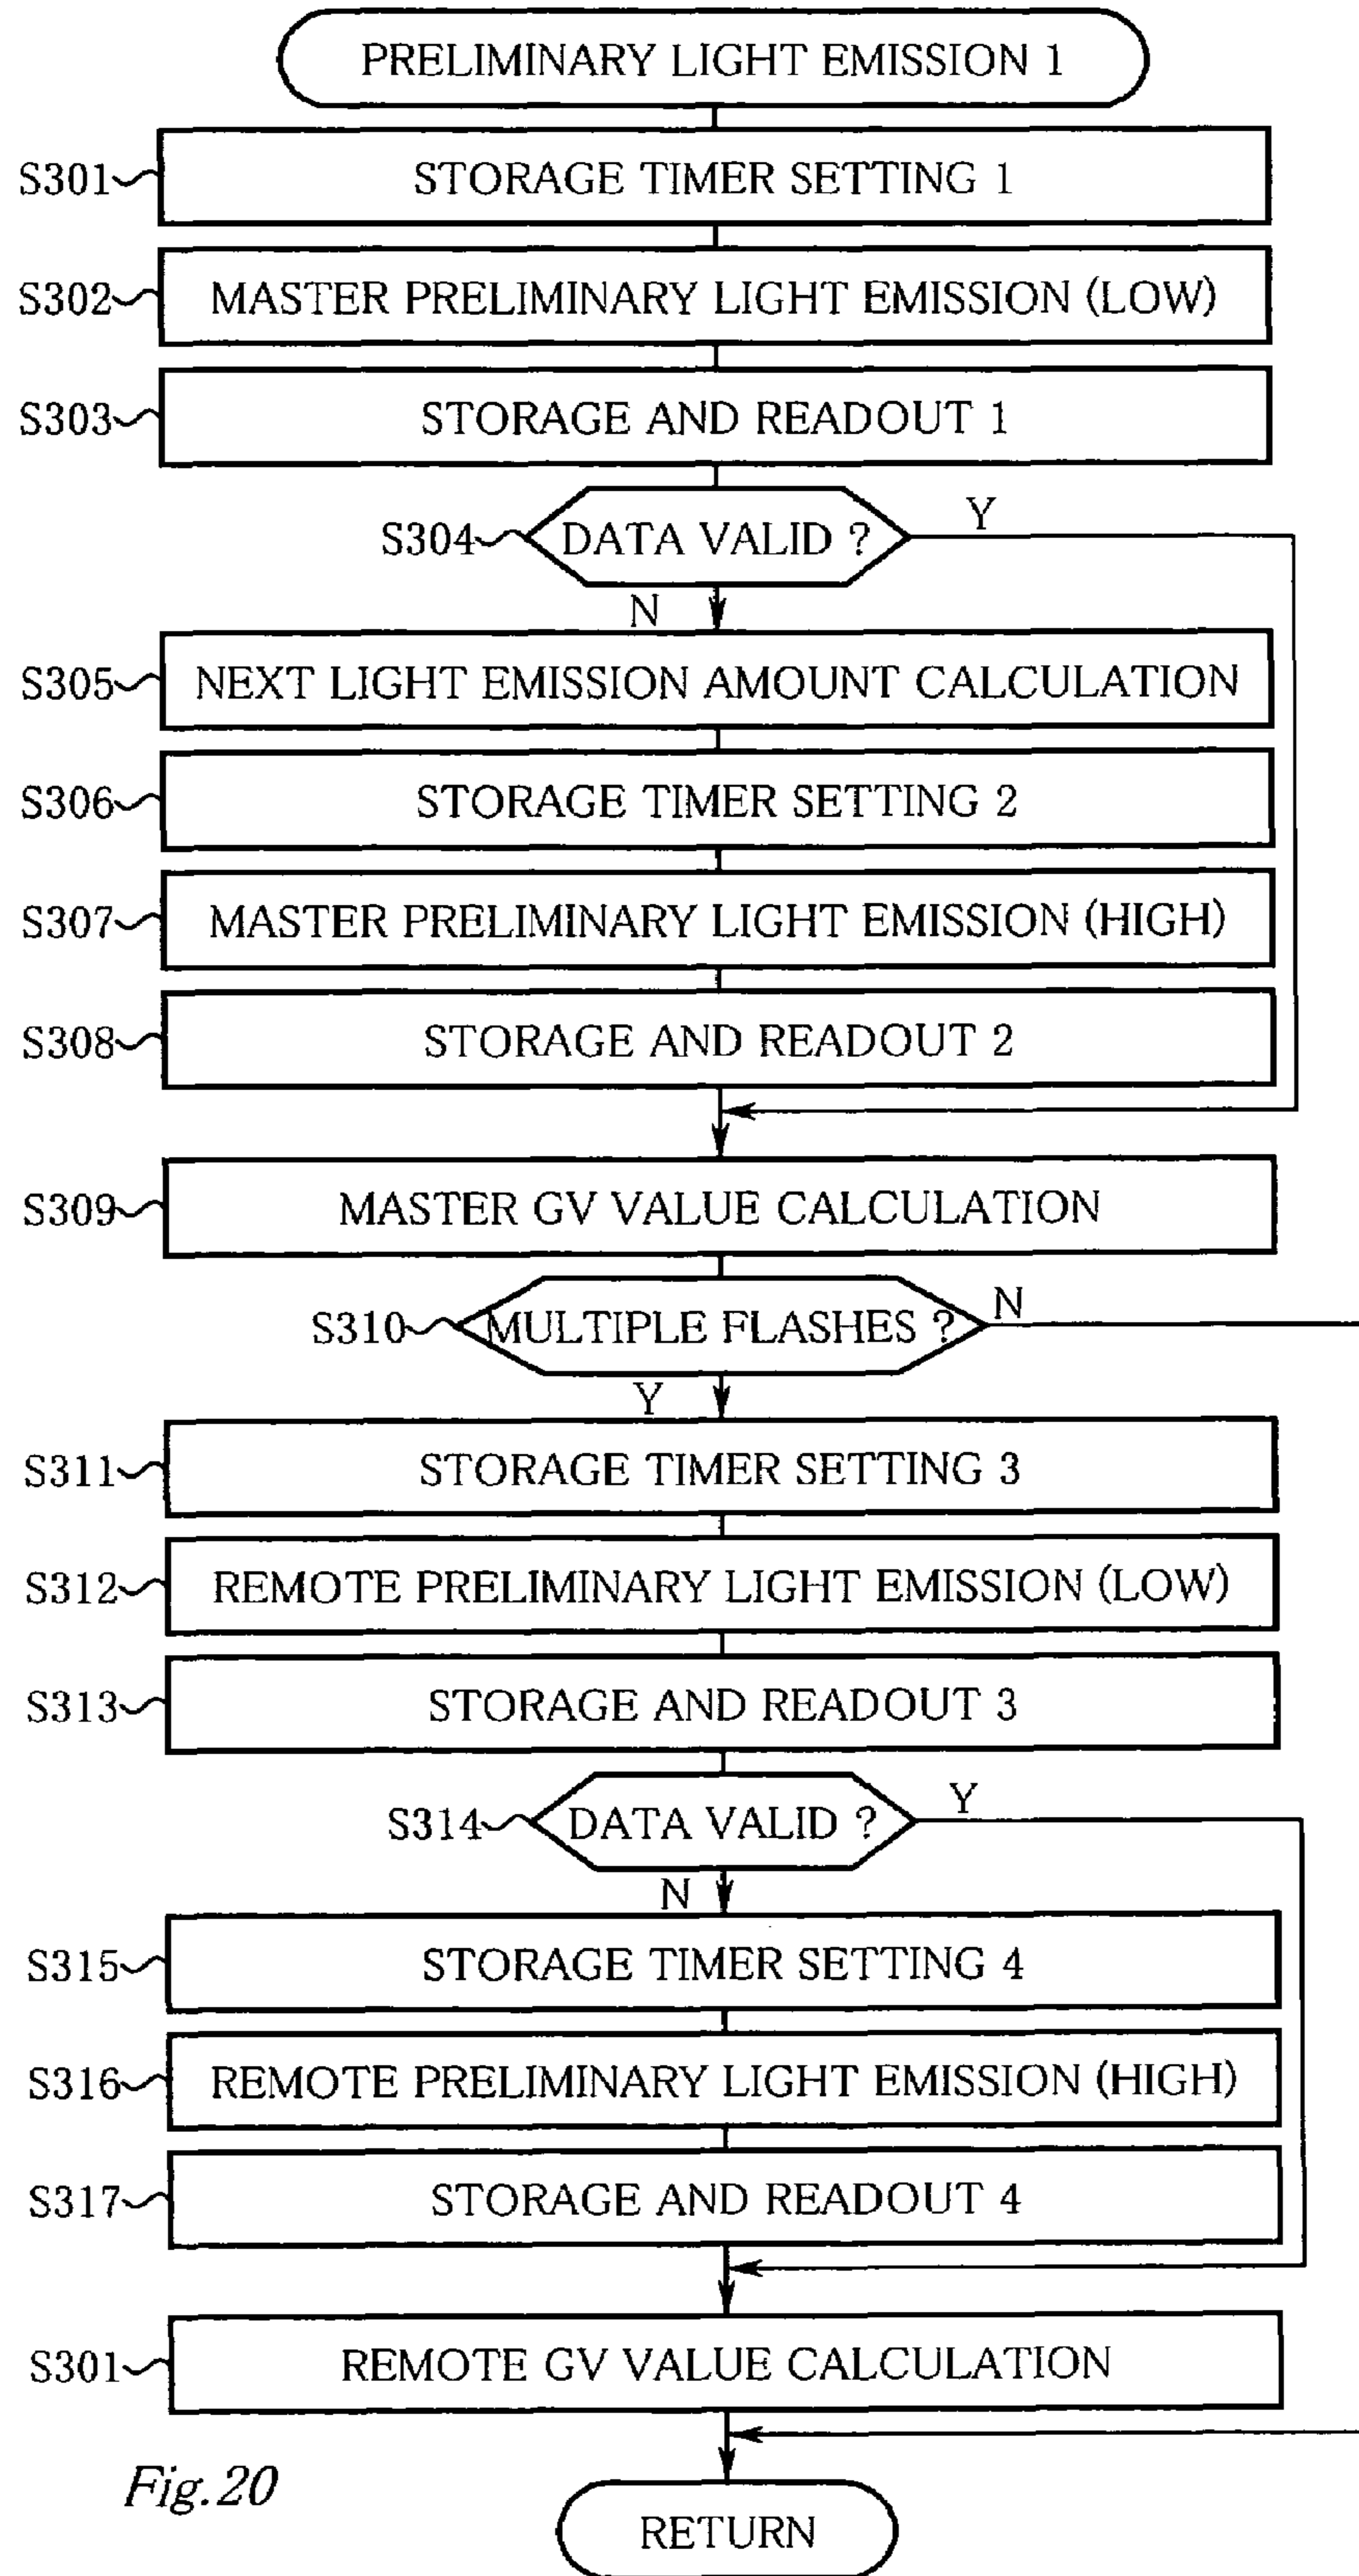 PRELIMINARY LIGHT EMISSION 1
S301 STORAGE TIMER SETTING 1
S302 MASTER PRELIMINARY LIGHT EMISSION (LOW)
S303 STORAGE AND READOUT 1
S304 DATA VALID ? Y
N
S305 NEXT LIGHT EMISSION AMOUNT CALCULATION
S306 STORAGE TIMER SETTING 2
S307 MASTER PRELIMINARY LIGHT EMISSION (HIGH)
S308 STORAGE AND READOUT 2
S309 MASTER GV VALUE CALCULATION
S310 MULTIPLE FLASHES ? N
Y
S311 STORAGE TIMER SETTING 3
S312 REMOTE PRELIMINARY LIGHT EMISSION (LOW)
S313 STORAGE AND READOUT 3
S314 DATA VALID ? Y
N
S315 STORAGE TIMER SETTING 4
S316 REMOTE PRELIMINARY LIGHT EMISSION (HIGH)
S317 STORAGE AND READOUT 4
S301 REMOTE GV VALUE CALCULATION
Fig.20
RETURN